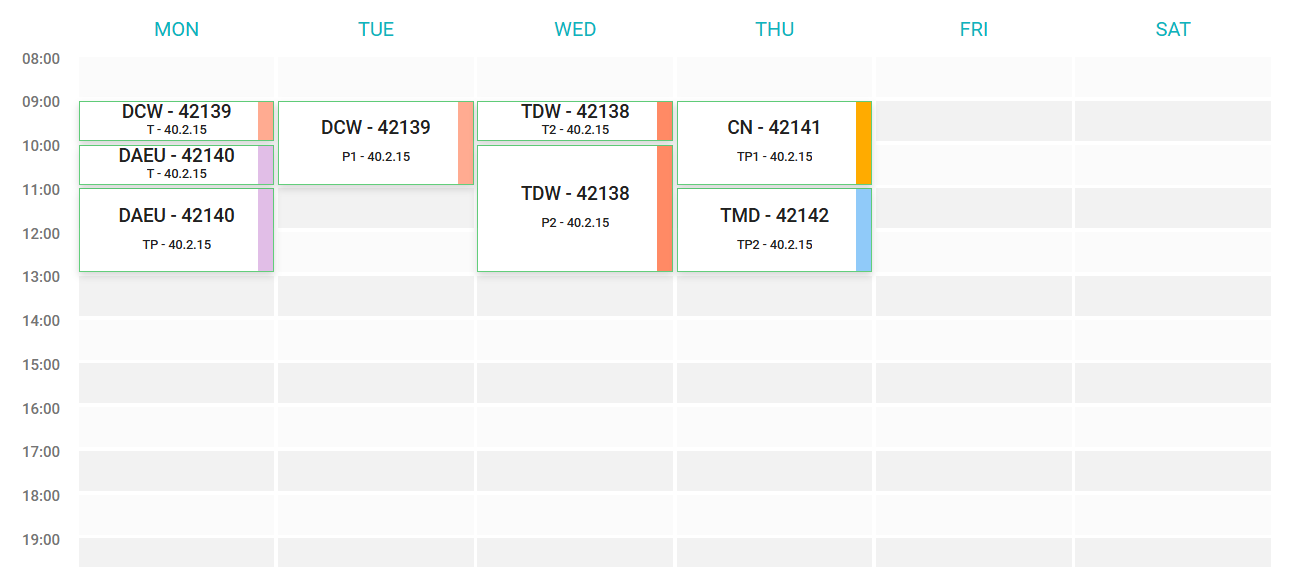 MON TUE WED THU FRI SAT
08:00
09:00
DCW - 42139
T - 40.2.15
DCW - 42139
P1 - 40.2.15
TDW - 42138
T2 - 40.2.15
CN - 42141
TP1 - 40.2.15
10:00
DAEU - 42140
T - 40.2.15
TDW - 42138
P2 - 40.2.15
11:00
DAEU - 42140
TP - 40.2.15
TMD - 42142
TP2 - 40.2.15
12:00
13:00
14:00
15:00
16:00
17:00
18:00
19:00